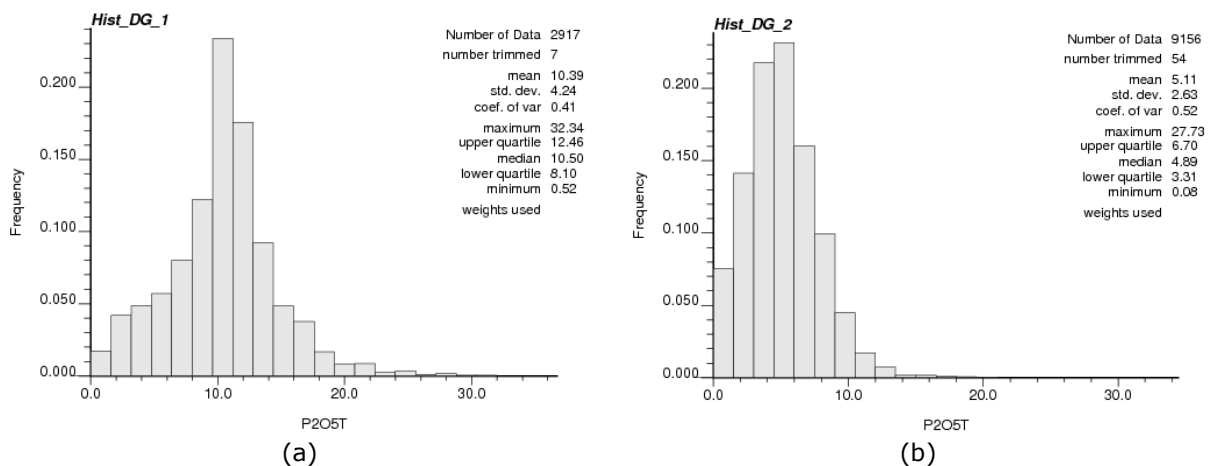 Hist_DG_1
Number of Data 2917
number trimmed 7
mean 10.39
std. dev. 4.24
coef. of var 0.41
maximum 32.34
upper quartile 12.46
median 10.50
lower quartile 8.10
minimum 0.52
weights used
Frequency
0.200
0.150
0.100
0.050
0.000
0.0 10.0 20.0 30.0
P2O5T
(a)
Hist_DG_2
Number of Data 9156
number trimmed 54
mean 5.11
std. dev. 2.63
coef. of var 0.52
maximum 27.73
upper quartile 6.70
median 4.89
lower quartile 3.31
minimum 0.08
weights used
Frequency
0.200
0.150
0.100
0.050
0.000
0.0 10.0 20.0 30.0
P2O5T
(b)